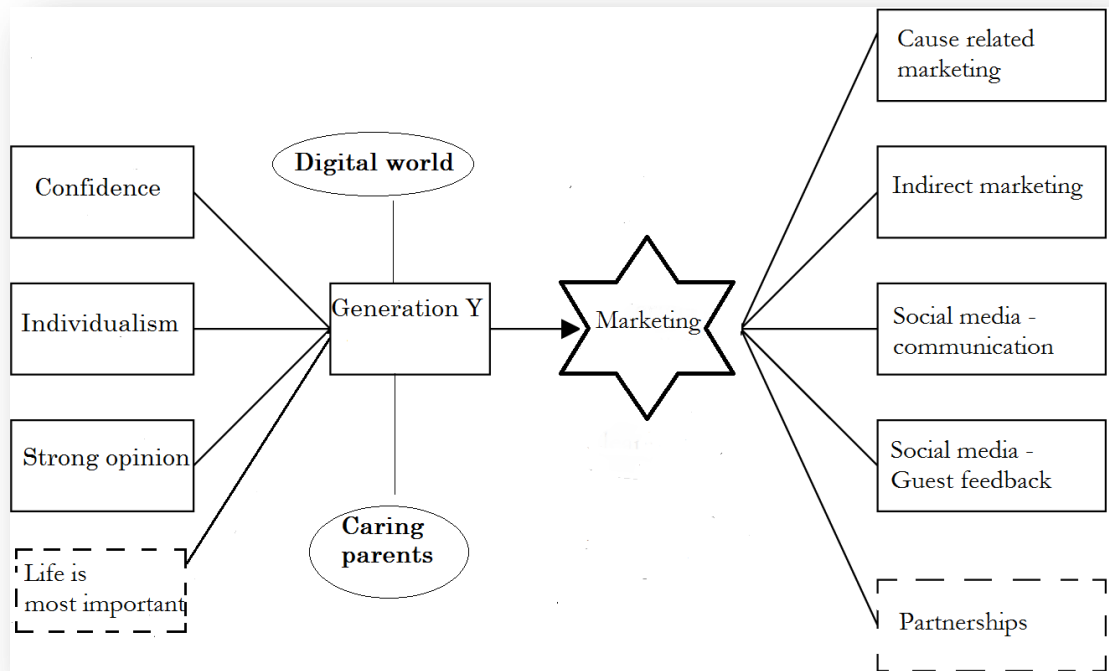 Cause related
marketing
Digital world
Confidence
Indirect marketing
Generation Y
Individualism
Marketing
Social media -
communication
Strong opinion
Social media -
Guest feedback
Caring
parents
Life is
most important
Partnerships